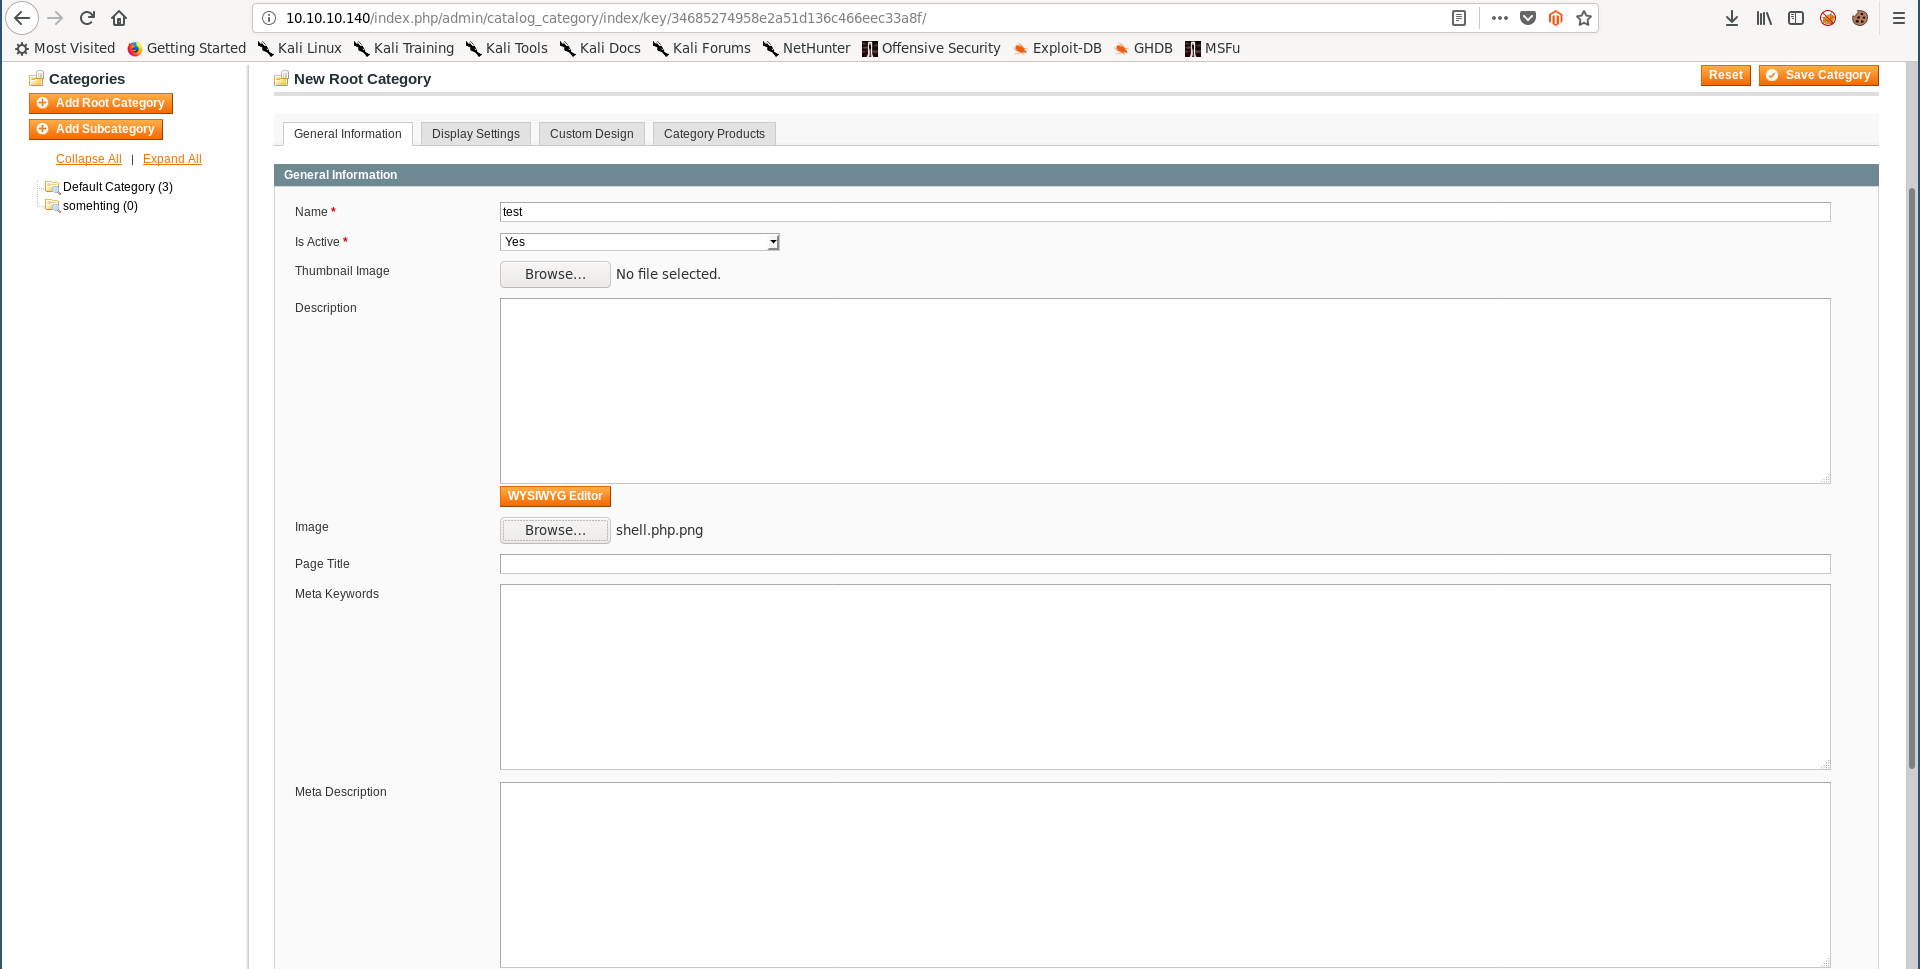 10.10.10.140/index.php/admin/catalog_category/index/key/34685274958e2a51d136c466eec33a8f/
Most Visited Getting Started Kali Linux Kali Training Kali Tools Kali Docs Kali Forums NetHunter Offensive Security Exploit-DB GHDB MSFu
Categories
Add Root Category
Add Subcategory
Collapse All | Expand All
Default Category (3)
somehting (0)
New Root Category
Reset Save Category
General Information Display Settings Custom Design Category Products
General Information
Name * test
Is Active * Yes
Thumbnail Image Browse... No file selected.
Description
WYSIWYG Editor
Image Browse... shell.php.png
Page Title
Meta Keywords
Meta Description